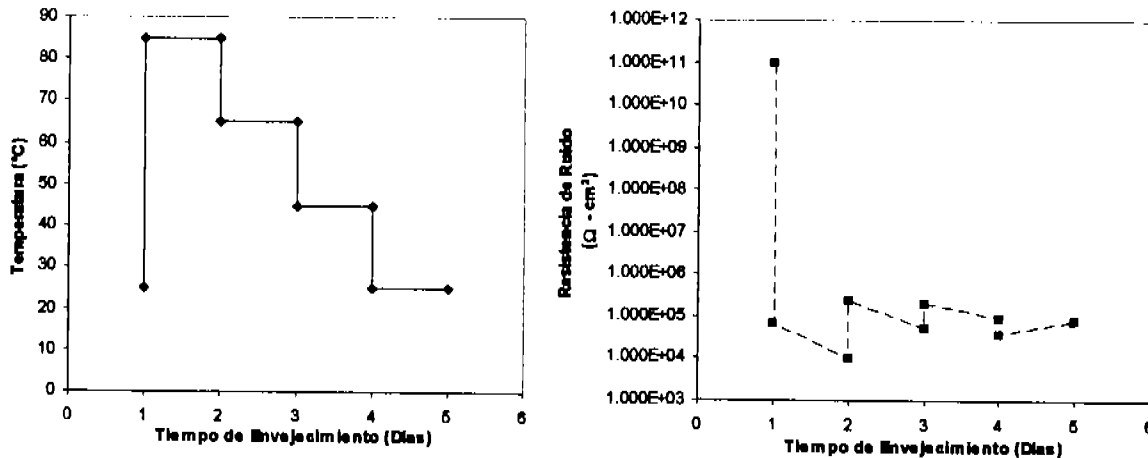 90
80
70
60
50
40
30
20
10
0
Temperatura (°C)
0 1 2 3 4 5 6
Tiempo de Envejecimiento (Días)
1.000E+12
1.000E+11
1.000E+10
1.000E+09
1.000E+08
1.000E+07
1.000E+06
1.000E+05
1.000E+04
1.000E+03
Resistencia de Ruido
(Ω - cm²)
0 1 2 3 4 5 6
Tiempo de Envejecimiento (Días)